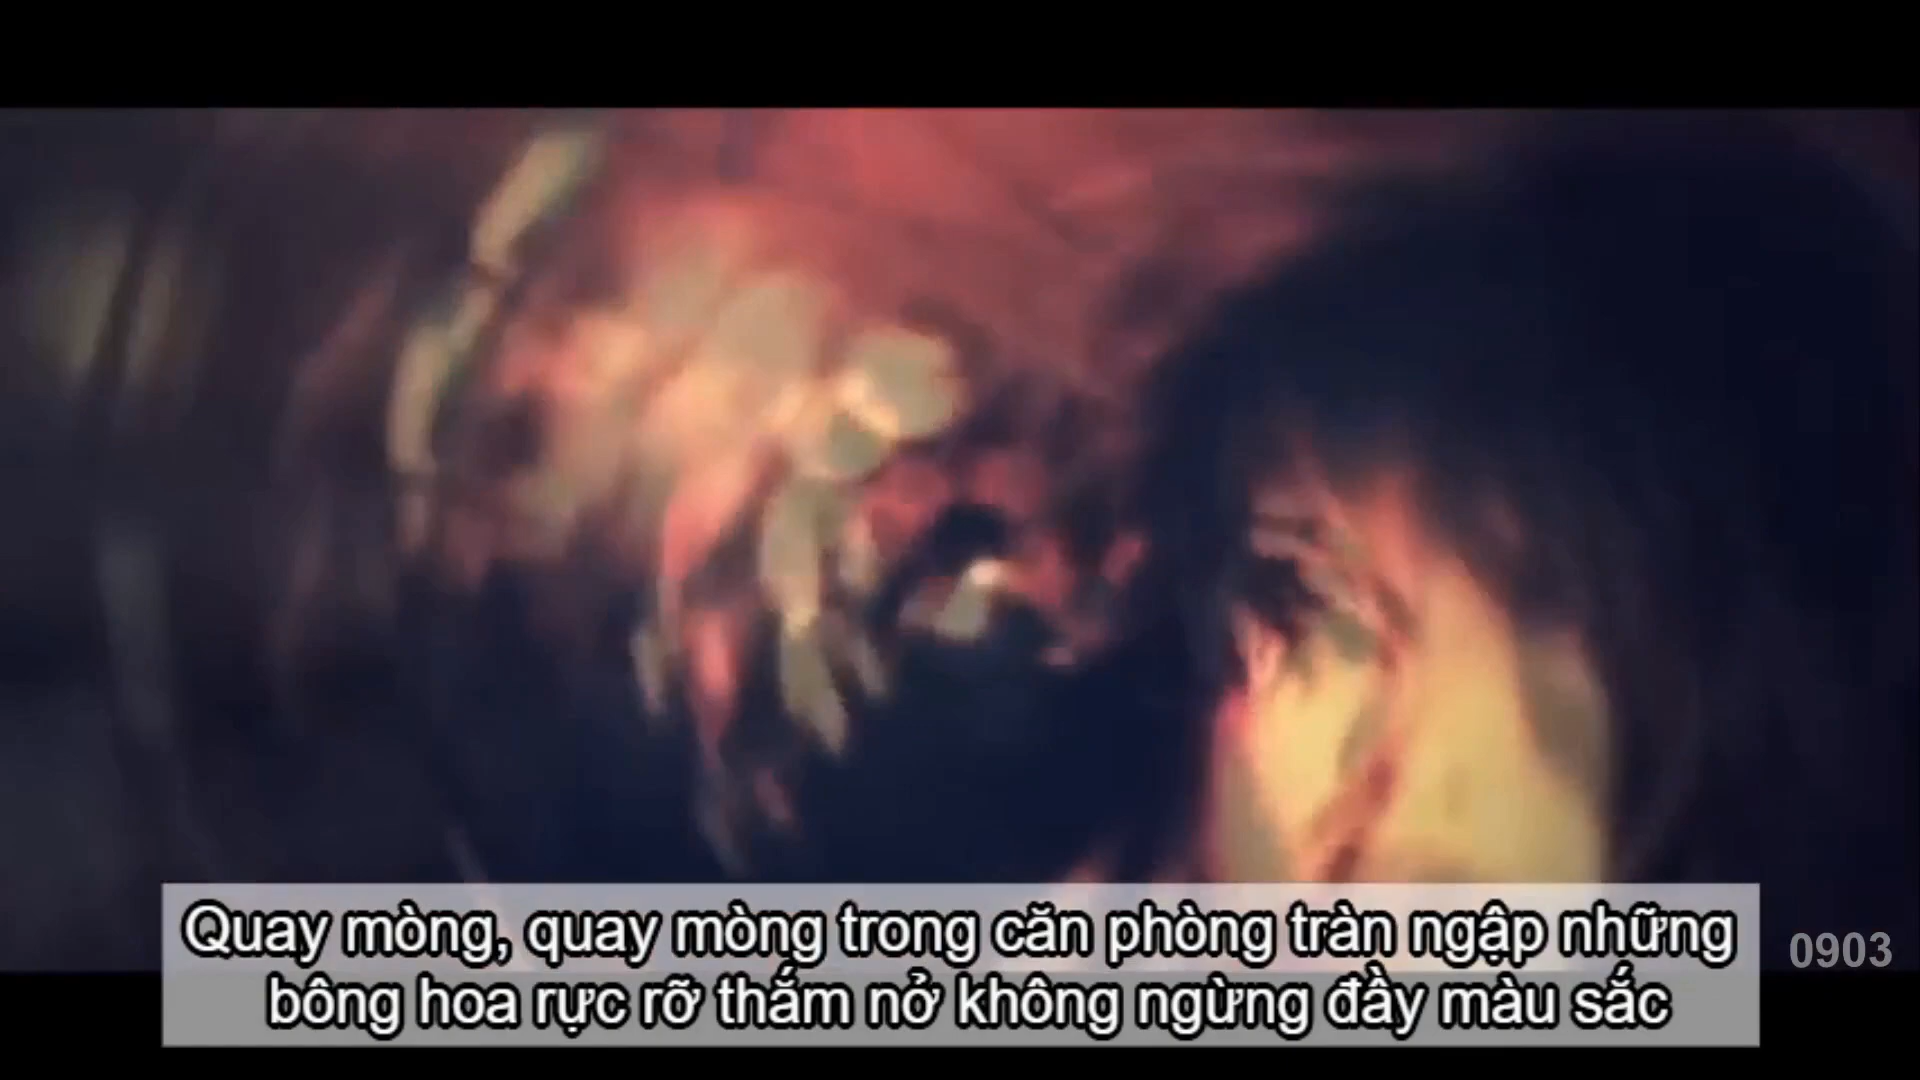 Quay mòng, quay mòng trong căn phòng tràn ngập những
bông hoa rực rỡ thắm nở không ngừng đầy màu sắc
0903